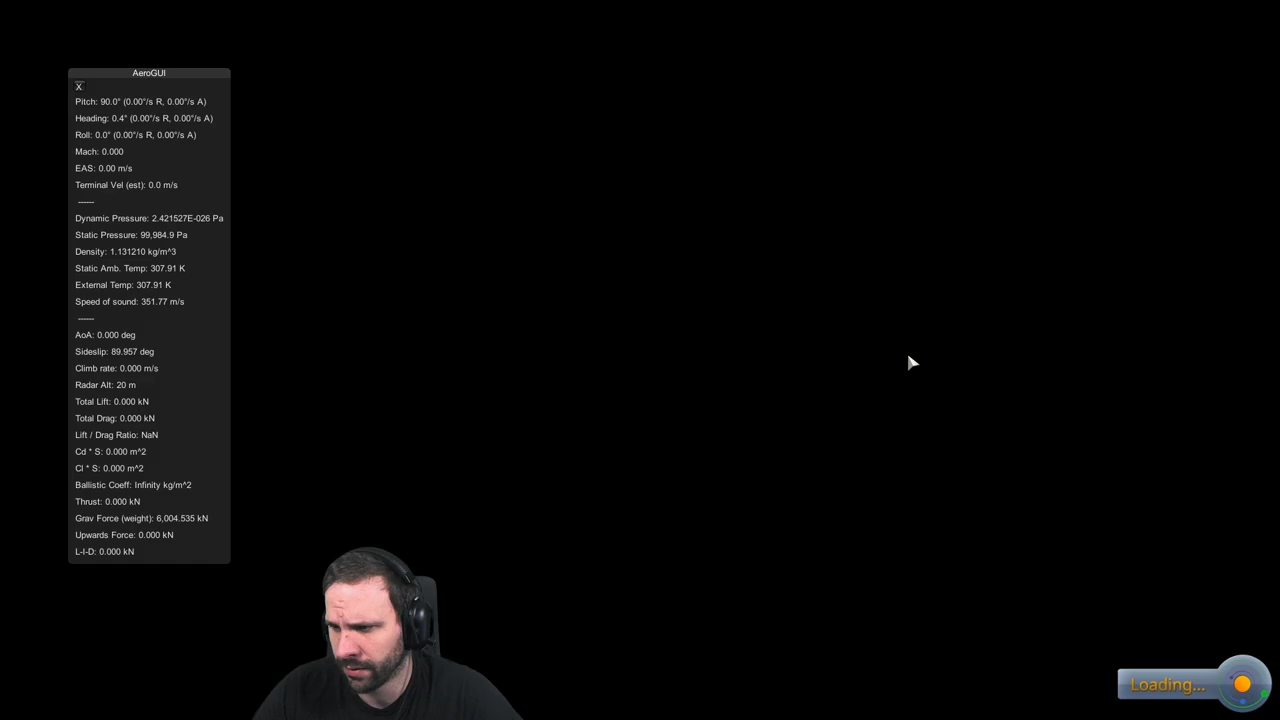 AeroGUI
X
Pitch: 90.0° (0.00°/s R, 0.00°/s A)
Heading: 0.4° (0.00°/s R, 0.00°/s A)
Roll: 0.0° (0.00°/s R, 0.00°/s A)
Mach: 0.000
EAS: 0.00 m/s
Terminal Vel (est): 0.0 m/s
------
Dynamic Pressure: 2.421527E-026 Pa
Static Pressure: 99,984.9 Pa
Density: 1.131210 kg/m^3
Static Amb. Temp: 307.91 K
External Temp: 307.91 K
Speed of sound: 351.77 m/s
------
AoA: 0.000 deg
Sideslip: 89.957 deg
Climb rate: 0.000 m/s
Radar Alt: 20 m
Total Lift: 0.000 kN
Total Drag: 0.000 kN
Lift / Drag Ratio: NaN
Cd * S: 0.000 m^2
Cl * S: 0.000 m^2
Ballistic Coeff: Infinity kg/m^2
Thrust: 0.000 kN
Grav Force (weight): 6,004.535 kN
Upwards Force: 0.000 kN
L-I-D: 0.000 kN
Loading...